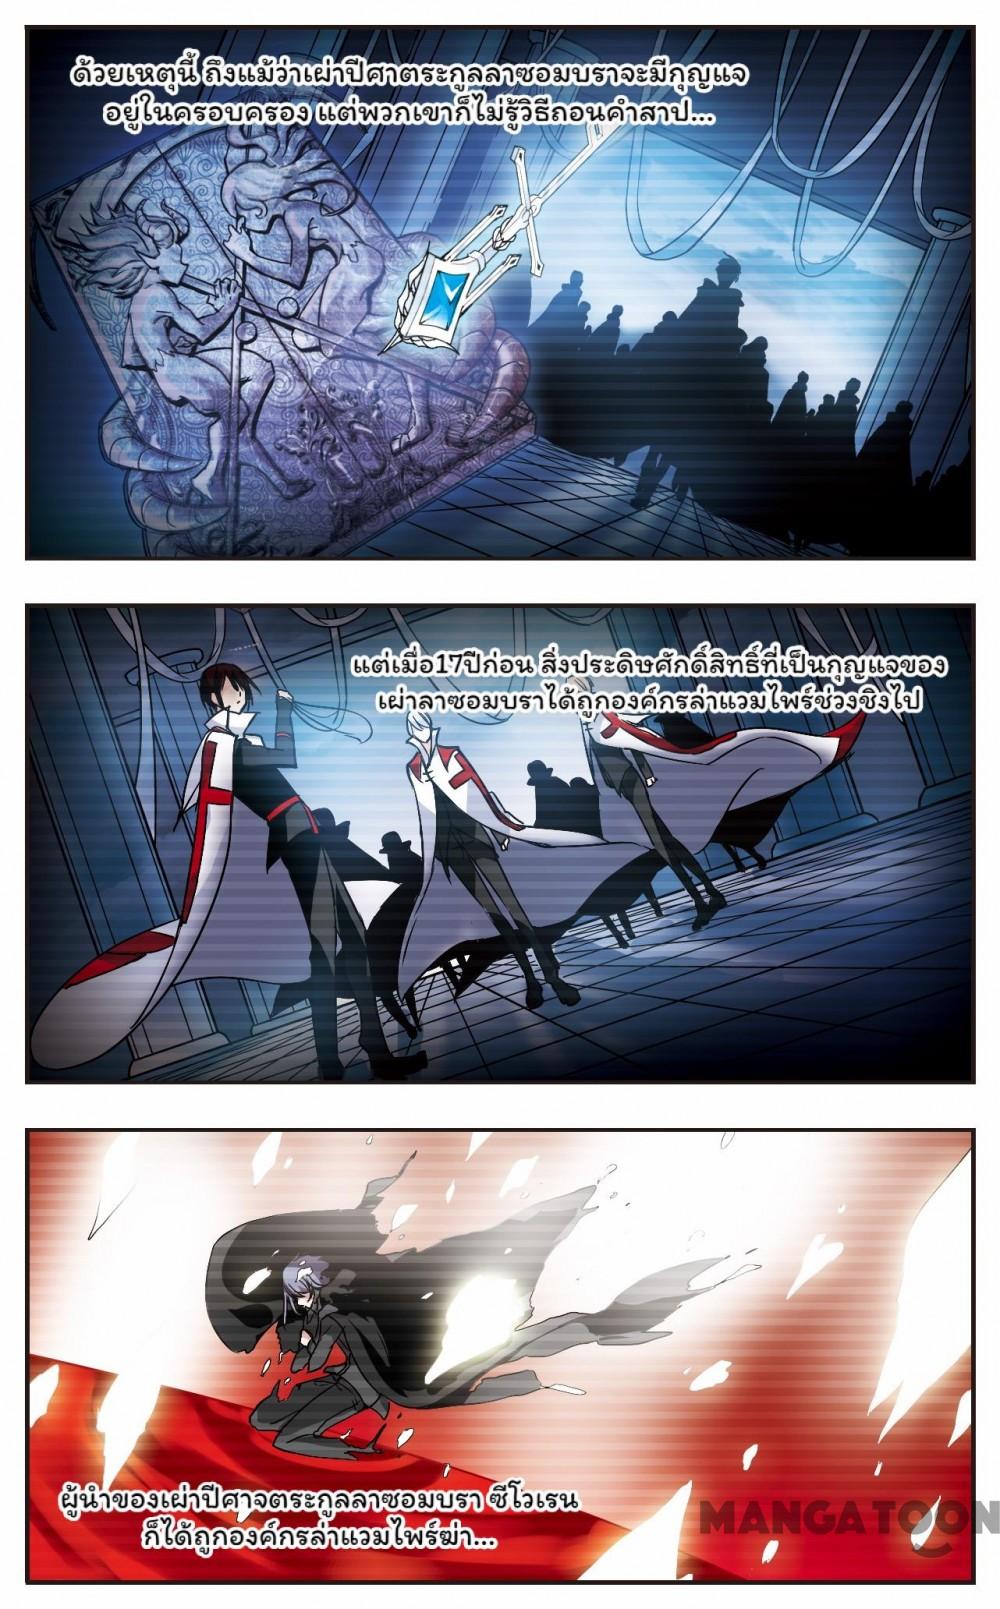 ด้วยเหตุนี้ ถึงแม้ว่าเผ่าปีศาตระกูลลาซอมบราจะมีกุญแจ
อยู่ในครอบครอง แต่พวกเขาก็ไม่รู้วิธีถอนคำสาป...
แต่เมื่อ17ปีก่อน สิ่งประดิษศักดิ์สิทธิ์ที่เป็นกุญแจของ
เผ่าลาซอมบราได้ถูกองค์กรล่าแวมไพร์ช่วงชิงไป
ผู้นำของเผ่าปีศาจตระกูลลาซอมบรา ซีโวเรน
ก็ได้ถูกองค์กรล่าแวมไพร์ฆ่า...
MANGATOON